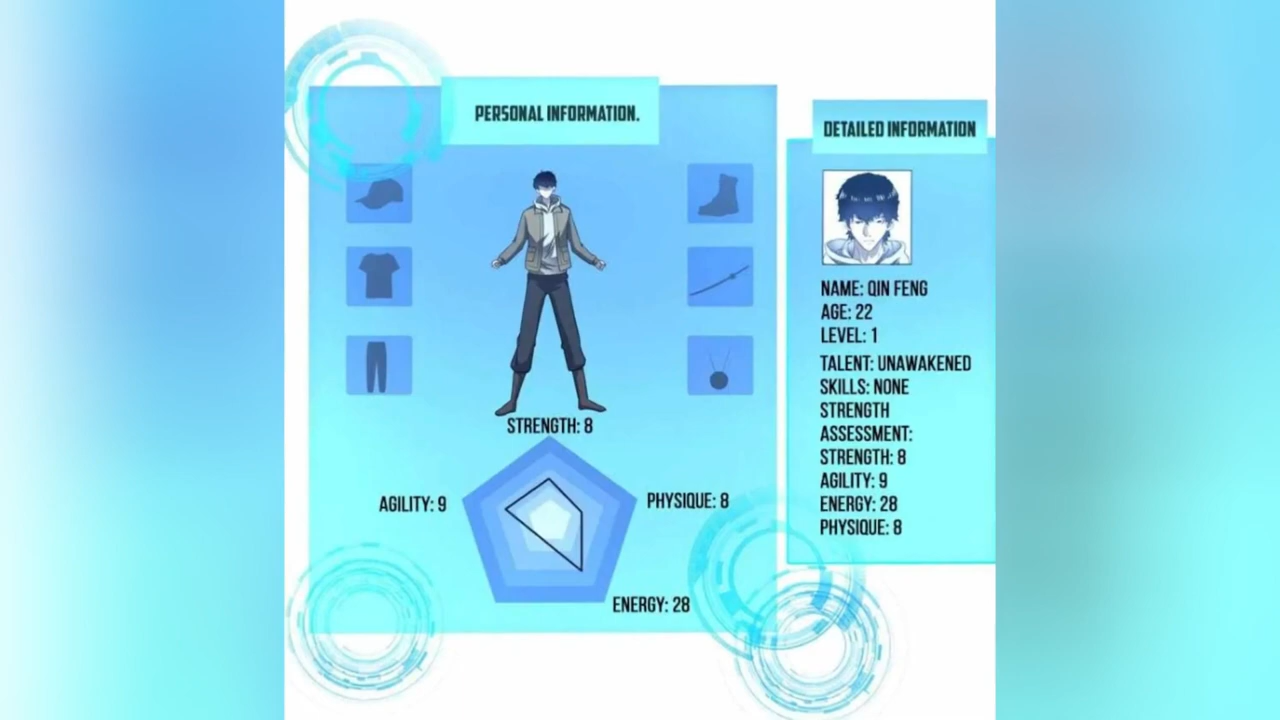 PERSONAL INFORMATION.
STRENGTH: 8
AGILITY: 9
PHYSIQUE: 8
ENERGY: 28
DETAILED INFORMATION
NAME: QIN FENG
AGE: 22
LEVEL: 1
TALENT: UNAWAKENED
SKILLS: NONE
STRENGTH
ASSESSMENT:
STRENGTH: 8
AGILITY: 9
ENERGY: 28
PHYSIQUE: 8